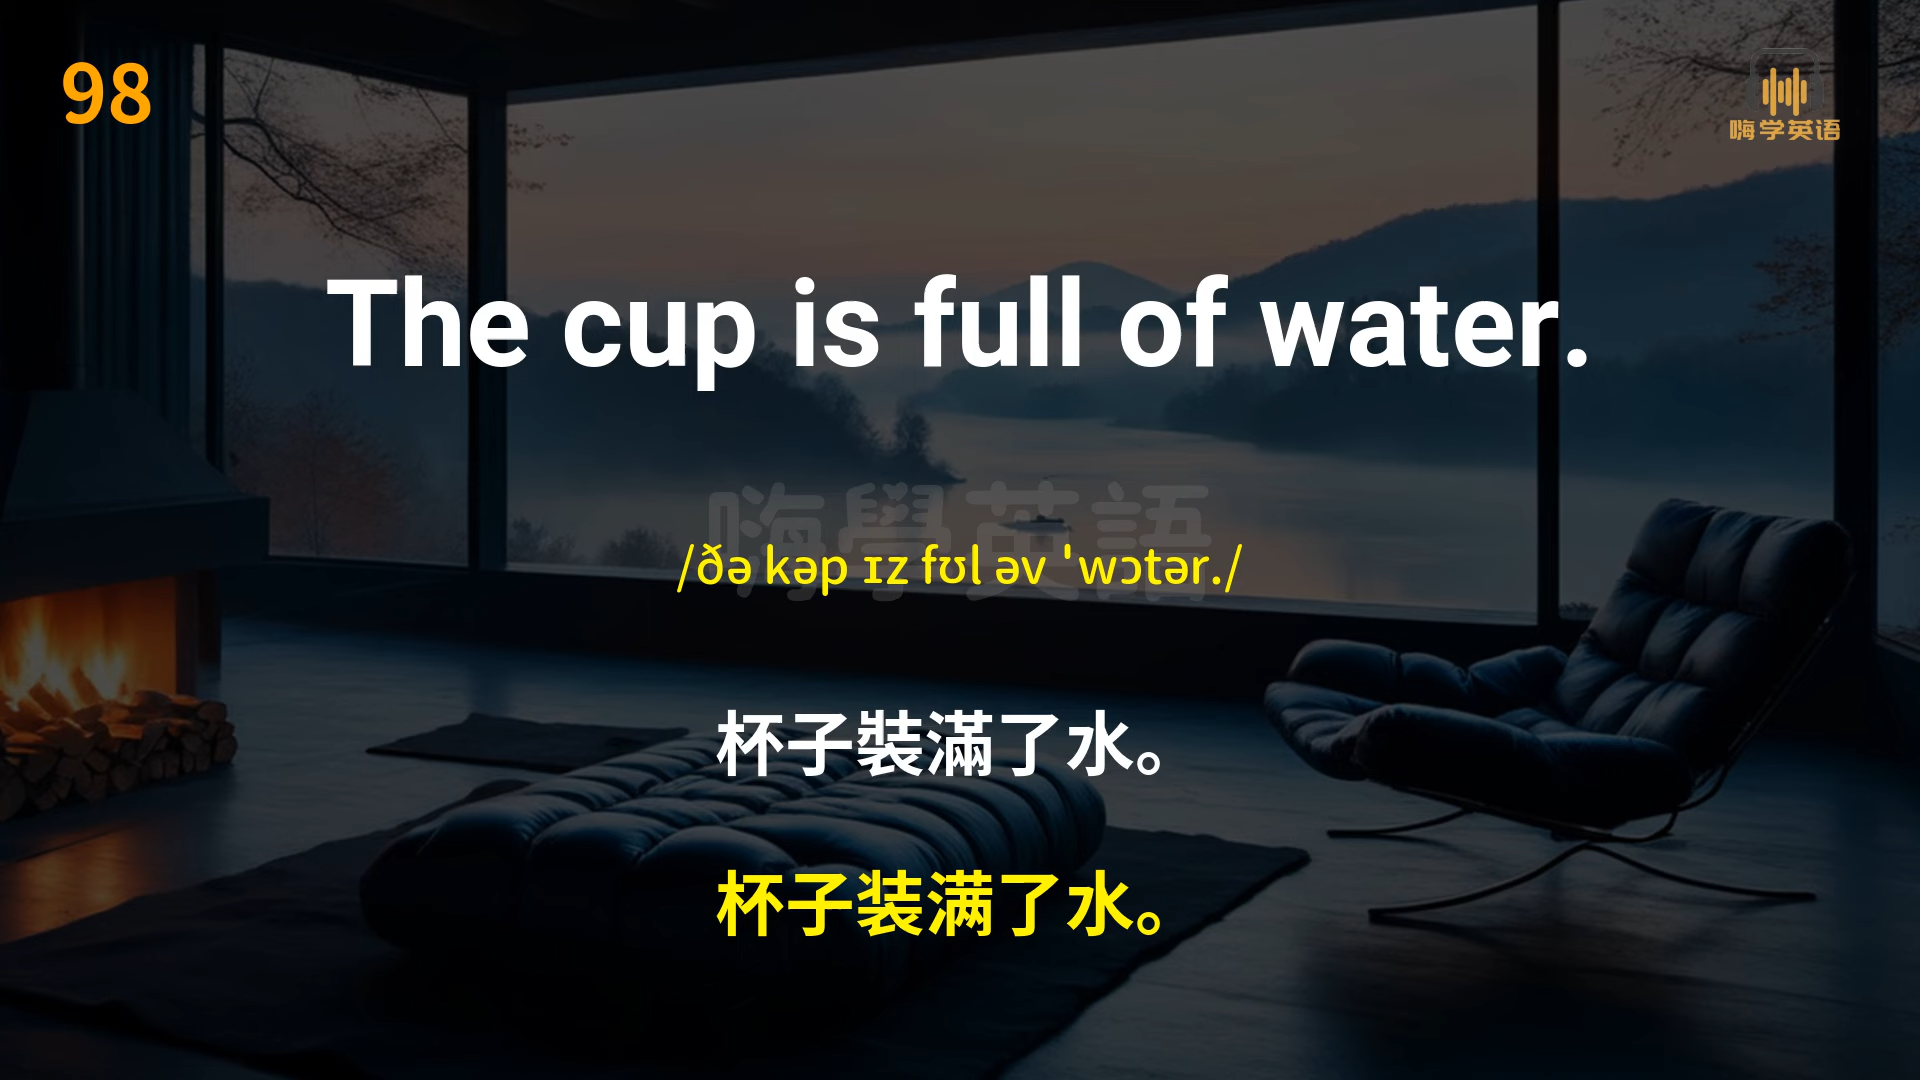 98
嗨学英语
The cup is full of water.
嗨學英語
/ðə kəp ɪz fʊl əv ˈwɔtər./
杯子裝滿了水。
杯子装满了水。